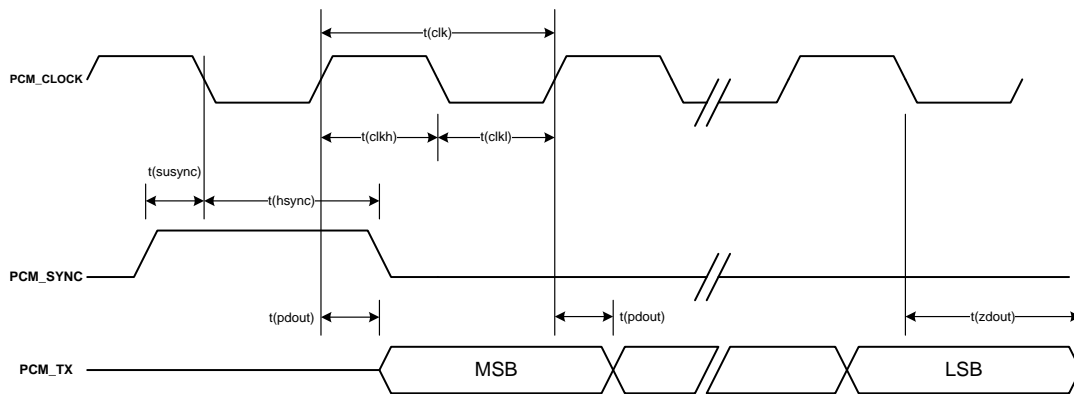 t(clk)
PCM_CLOCK
t(clkh)
t(clkl)
t(susync)
t(hsync)
PCM_SYNC
t(pdout)
t(pdout)
t(zdout)
PCM_TX
MSB
LSB